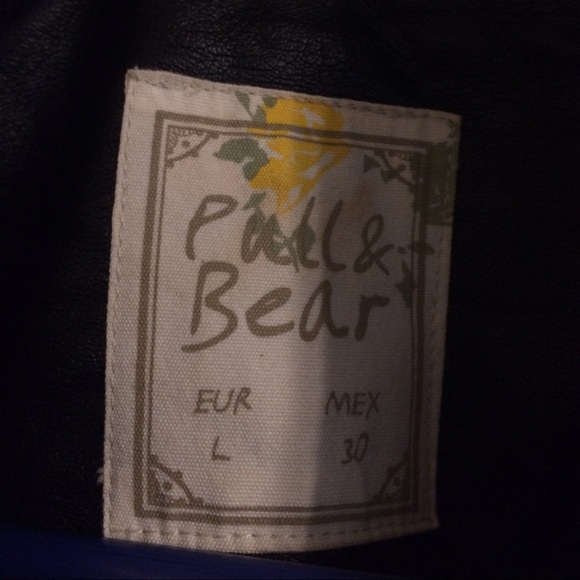 Pull &
Bear
EUR MEX
L 30